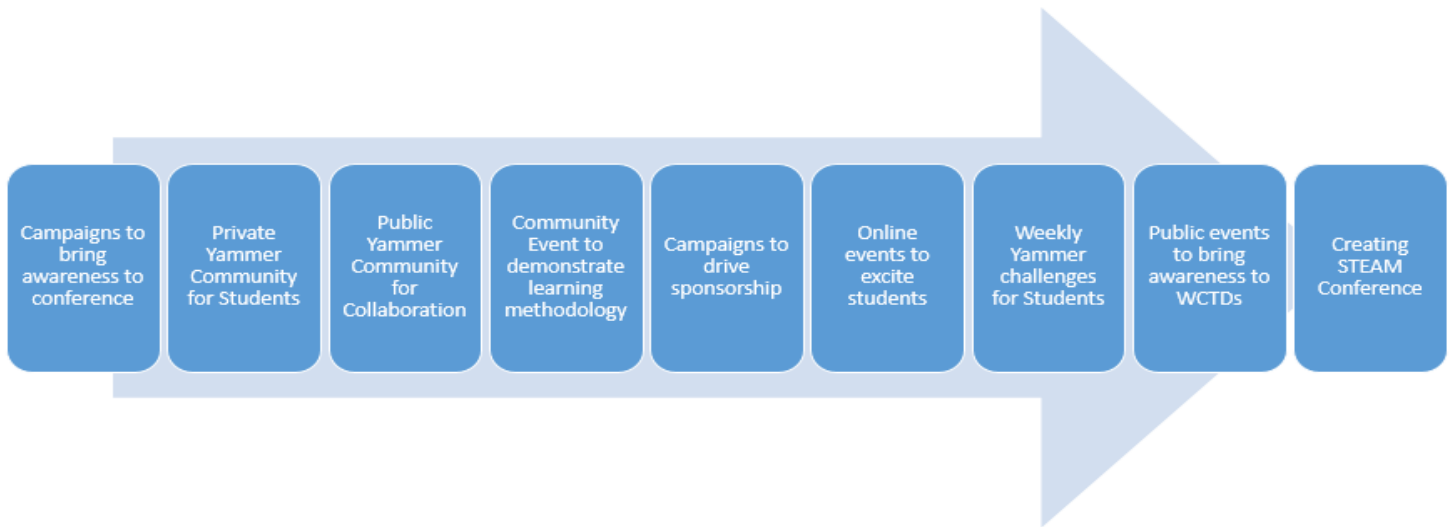 Campaigns to
bring
awareness to
conference
Private
Yammer
Community
for Students
Public
Yammer
Community
for
Collaboration
Community
Event to
demonstrate
learning
methodology
Campaigns to
drive
sponsorship
Online
events to
excite
students
Weekly
Yammer
challenges
for Students
Public events
to bring
awareness to
WCTDs
Creating
STEAM
Conference